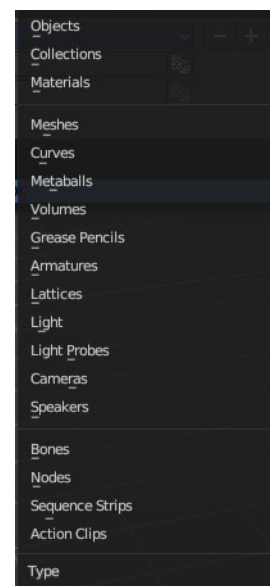 Objects
Collections
Materials
Meshes
Curves
Metaballs
Volumes
Grease Pencils
Armatures
Lattices
Light
Light Probes
Cameras
Speakers
Bones
Nodes
Sequence Strips
Action Clips
Type